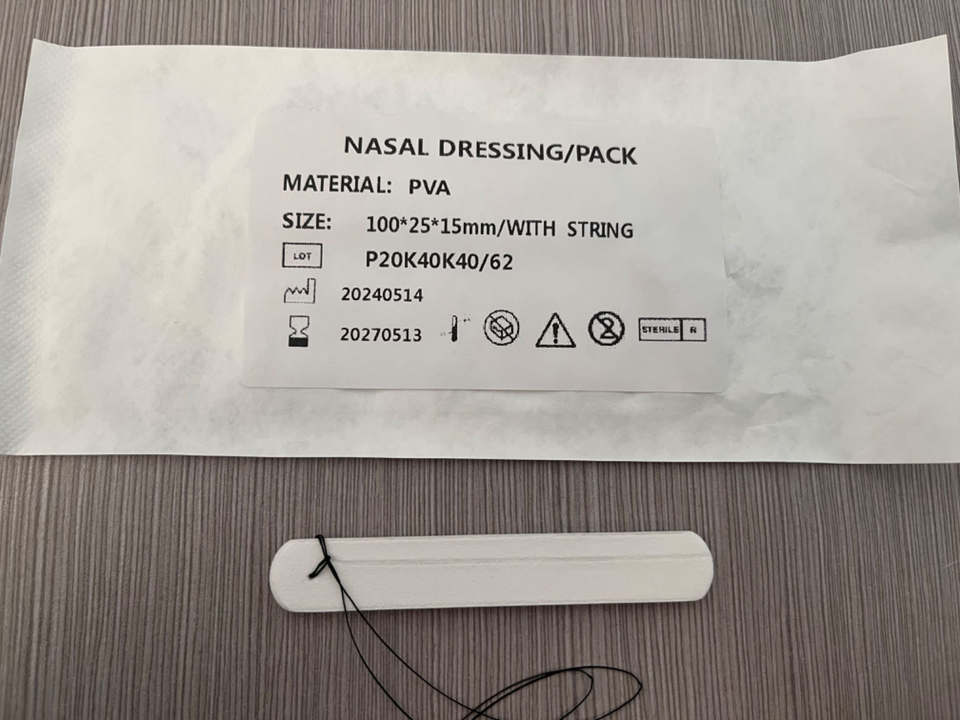 NASAL DRESSING/PACK
MATERIAL: PVA
SIZE: 100*25*15mm/WITH STRING
LOT P20K40K40/62
20240514
20270513 STERILE R